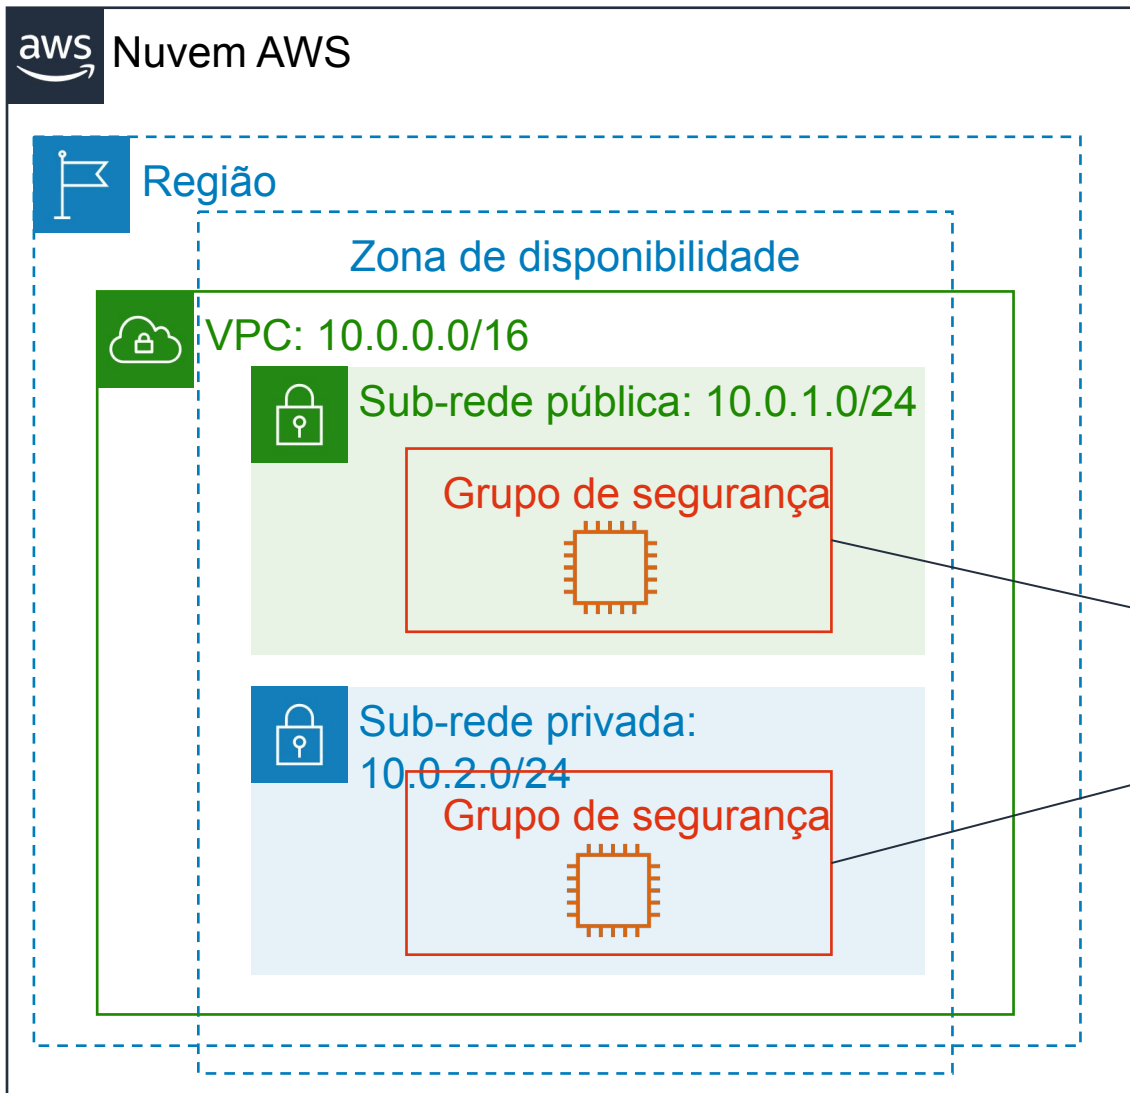 aws
Nuvem AWS
Região
Zona de disponibilidade
VPC: 10.0.0.0/16
Sub-rede pública: 10.0.1.0/24
Grupo de segurança
Sub-rede privada:
10.0.2.0/24
Grupo de segurança